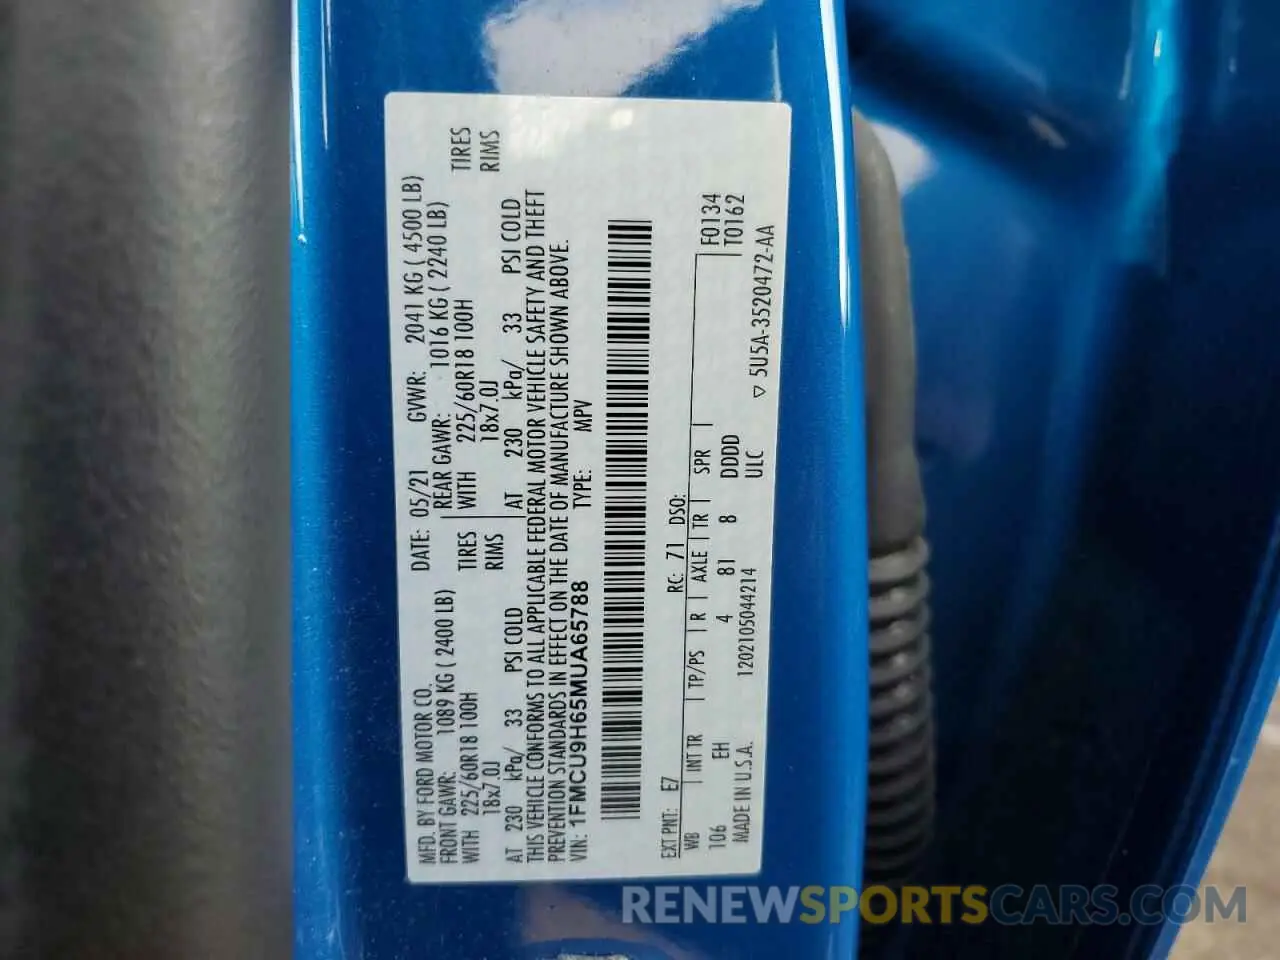 MFD. BY FORD MOTOR CO.
DATE: 05/21 GVWR: 2041 KG ( 4500 LB)
FRONT GAWR: 1089 KG ( 2400 LB) REAR GAWR: 1016 KG ( 2240 LB)
WITH 225/60R18 100H TIRES WITH 225/60R18 100H TIRES
18x7.0J RIMS 18x7.0J RIMS
AT 230 kPa/ 33 PSI COLD AT 230 kPa/ 33 PSI COLD
THIS VEHICLE CONFORMS TO ALL APPLICABLE FEDERAL MOTOR VEHICLE SAFETY AND THEFT
PREVENTION STANDARDS IN EFFECT ON THE DATE OF MANUFACTURE SHOWN ABOVE.
VIN: 1FMCU9H65MUA65788 TYPE: MPV
EXT PNT: E7 RC: 71 DSO: F0134
WB INT TR TP/PS R AXLE TR SPR T0162
106 EH 4 81 8 DDDD
MADE IN U.S.A. 1202105044214 ULC ▽ 5U5A-3520472-AA
RENEWSPORTSCARS.COM